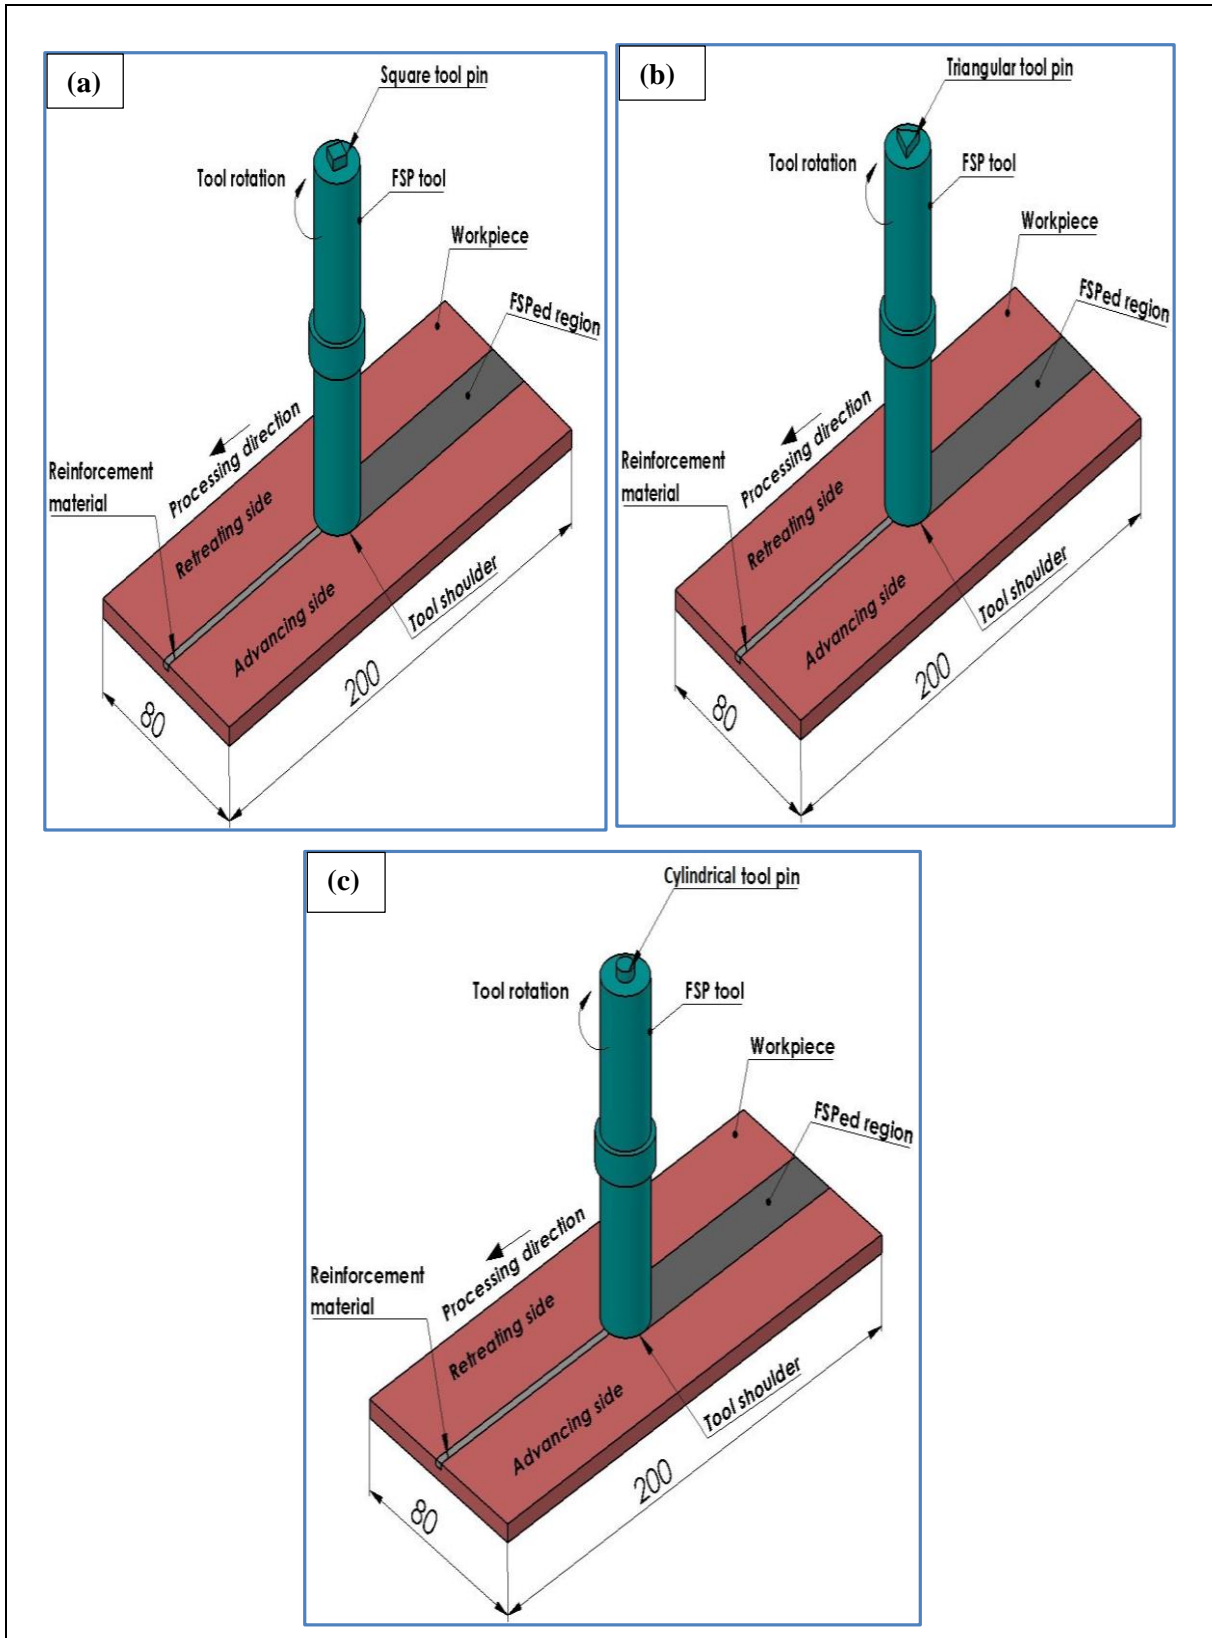 (a)
Square tool pin
Tool rotation
FSP tool
Workpiece
FSPed region
Processing direction
Reinforcement
material
Retreating side
Advancing side
Tool shoulder
80
200
(b)
Triangular tool pin
Tool rotation
FSP tool
Workpiece
FSPed region
Processing direction
Reinforcement
material
Retreating side
Advancing side
Tool shoulder
80
200
(c)
Cylindrical tool pin
Tool rotation
FSP tool
Workpiece
FSPed region
Processing direction
Reinforcement
material
Retreating side
Advancing side
Tool shoulder
80
200